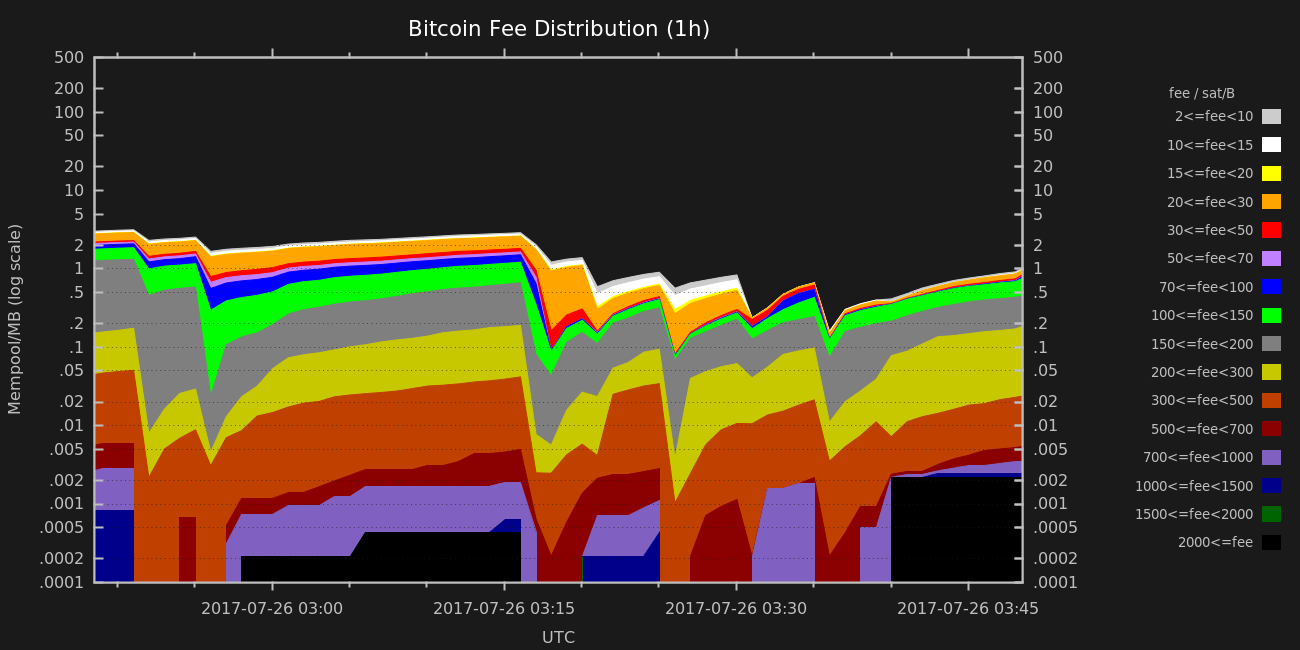 Bitcoin Fee Distribution (1h)
500
200
100
50
20
10
5
2
1
.5
.2
.1
.05
.02
.01
.005
.002
.001
.0005
.0002
.0001
Mempool/MB (log scale)
500
200
100
50
20
10
5
2
1
.5
.2
.1
.05
.02
.01
.005
.002
.001
.0005
.0002
.0001
2017-07-26 03:00
2017-07-26 03:15
2017-07-26 03:30
2017-07-26 03:45
UTC
fee / sat/B
2<=fee<10
10<=fee<15
15<=fee<20
20<=fee<30
30<=fee<50
50<=fee<70
70<=fee<100
100<=fee<150
150<=fee<200
200<=fee<300
300<=fee<500
500<=fee<700
700<=fee<1000
1000<=fee<1500
1500<=fee<2000
2000<=fee